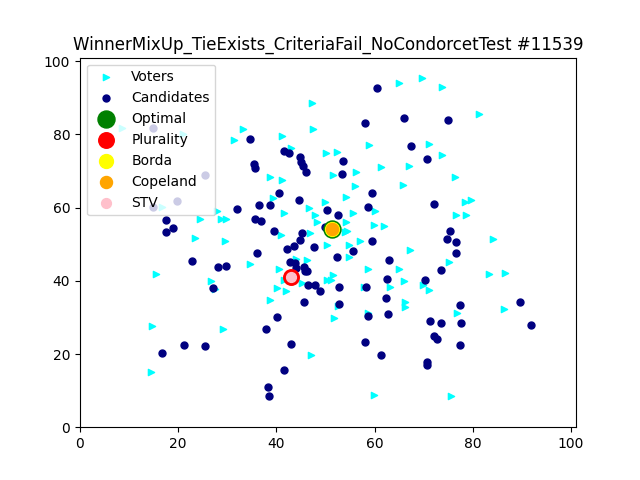 WinnerMixUp_TieExists_CriteriaFail_NoCondorcetTest #11539
100
80
60
40
20
0
0 20 40 60 80 100
Voters
Candidates
Optimal
Plurality
Borda
Copeland
STV